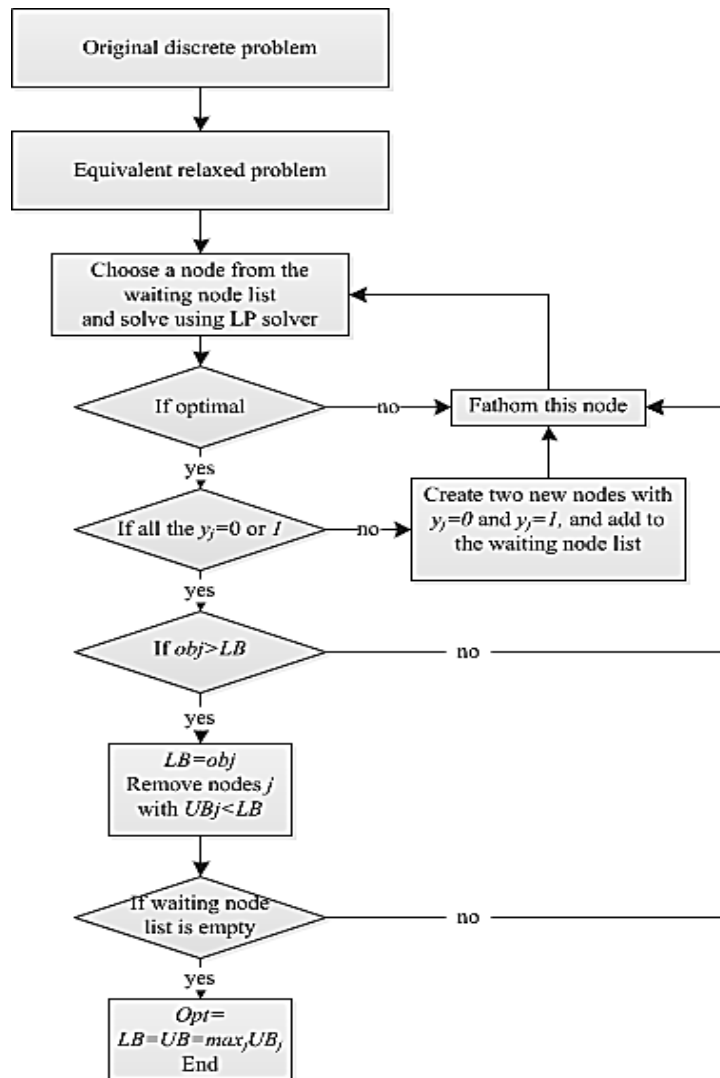 Original discrete problem
Equivalent relaxed problem
Choose a node from the
waiting node list
and solve using LP solver
If optimal
no
Fathom this node
yes
If all the yj=0 or 1
no
Create two new nodes with
yj=0 and yj=1, and add to
the waiting node list
yes
If obj>LB
no
yes
LB=obj
Remove nodes j
with UBj<LB
If waiting node
list is empty
no
yes
Opt=
LB=UB=maxjUBj
End